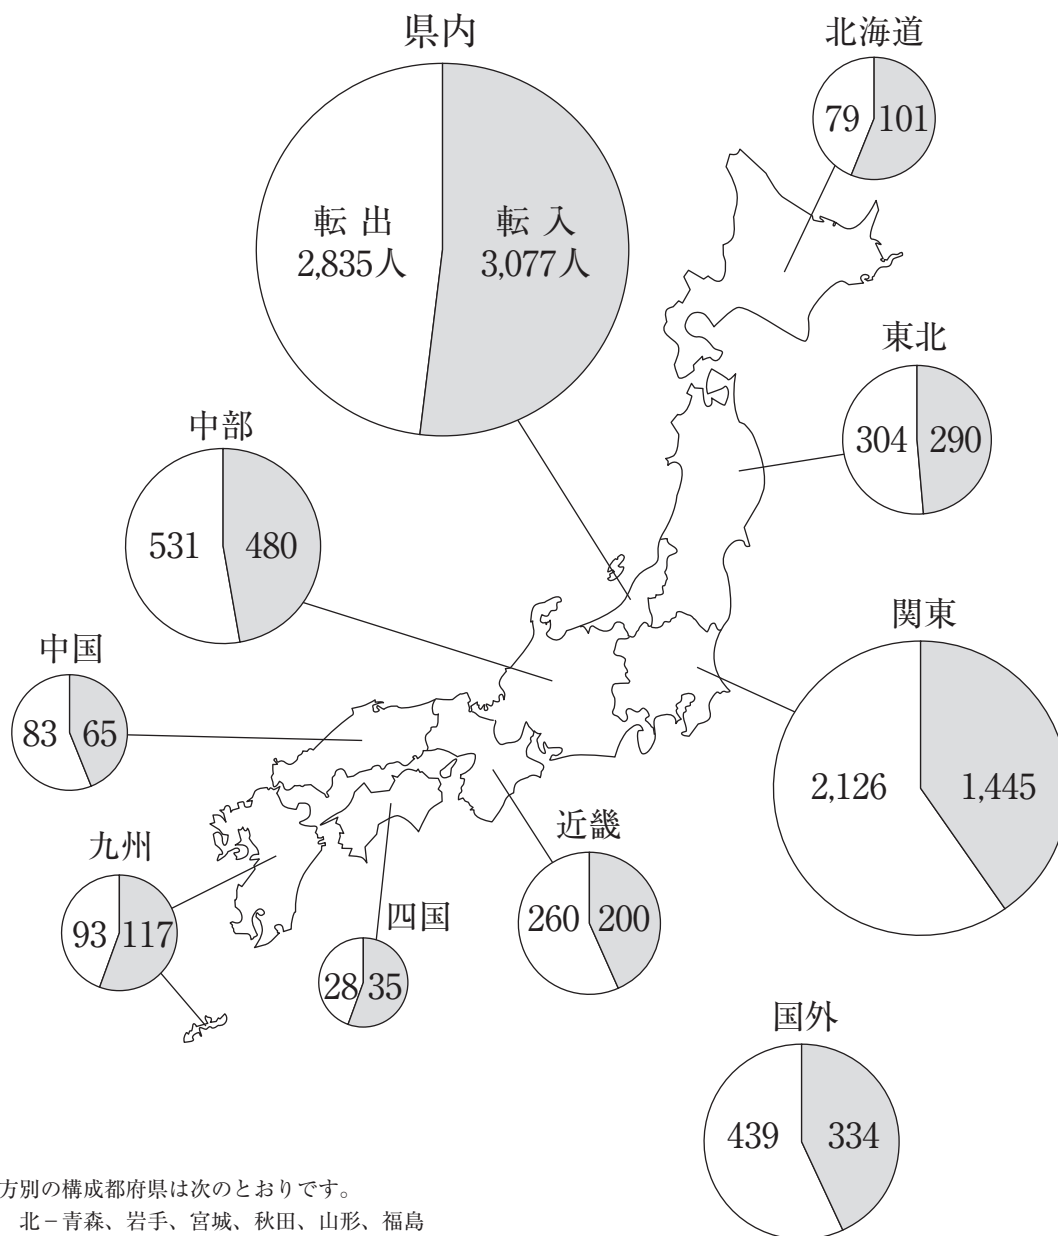 県内
転出
2,835人
転入
3,077人
北海道
79
101
東北
304
290
中部
531
480
関東
2,126
1,445
中国
83
65
近畿
260
200
九州
93
117
四国
28
35
国外
439
334
方別の構成都府県は次のとおりです。
北－青森、岩手、宮城、秋田、山形、福島